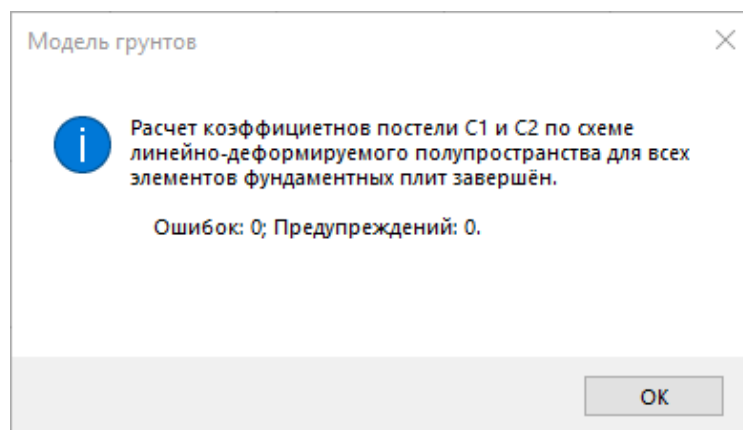 Модель грунтов
Расчет коэффициетнов постели С1 и С2 по схеме
линейно-деформируемого полупространства для всех
элементов фундаментных плит завершён.
Ошибок: 0; Предупреждений: 0.
ОК